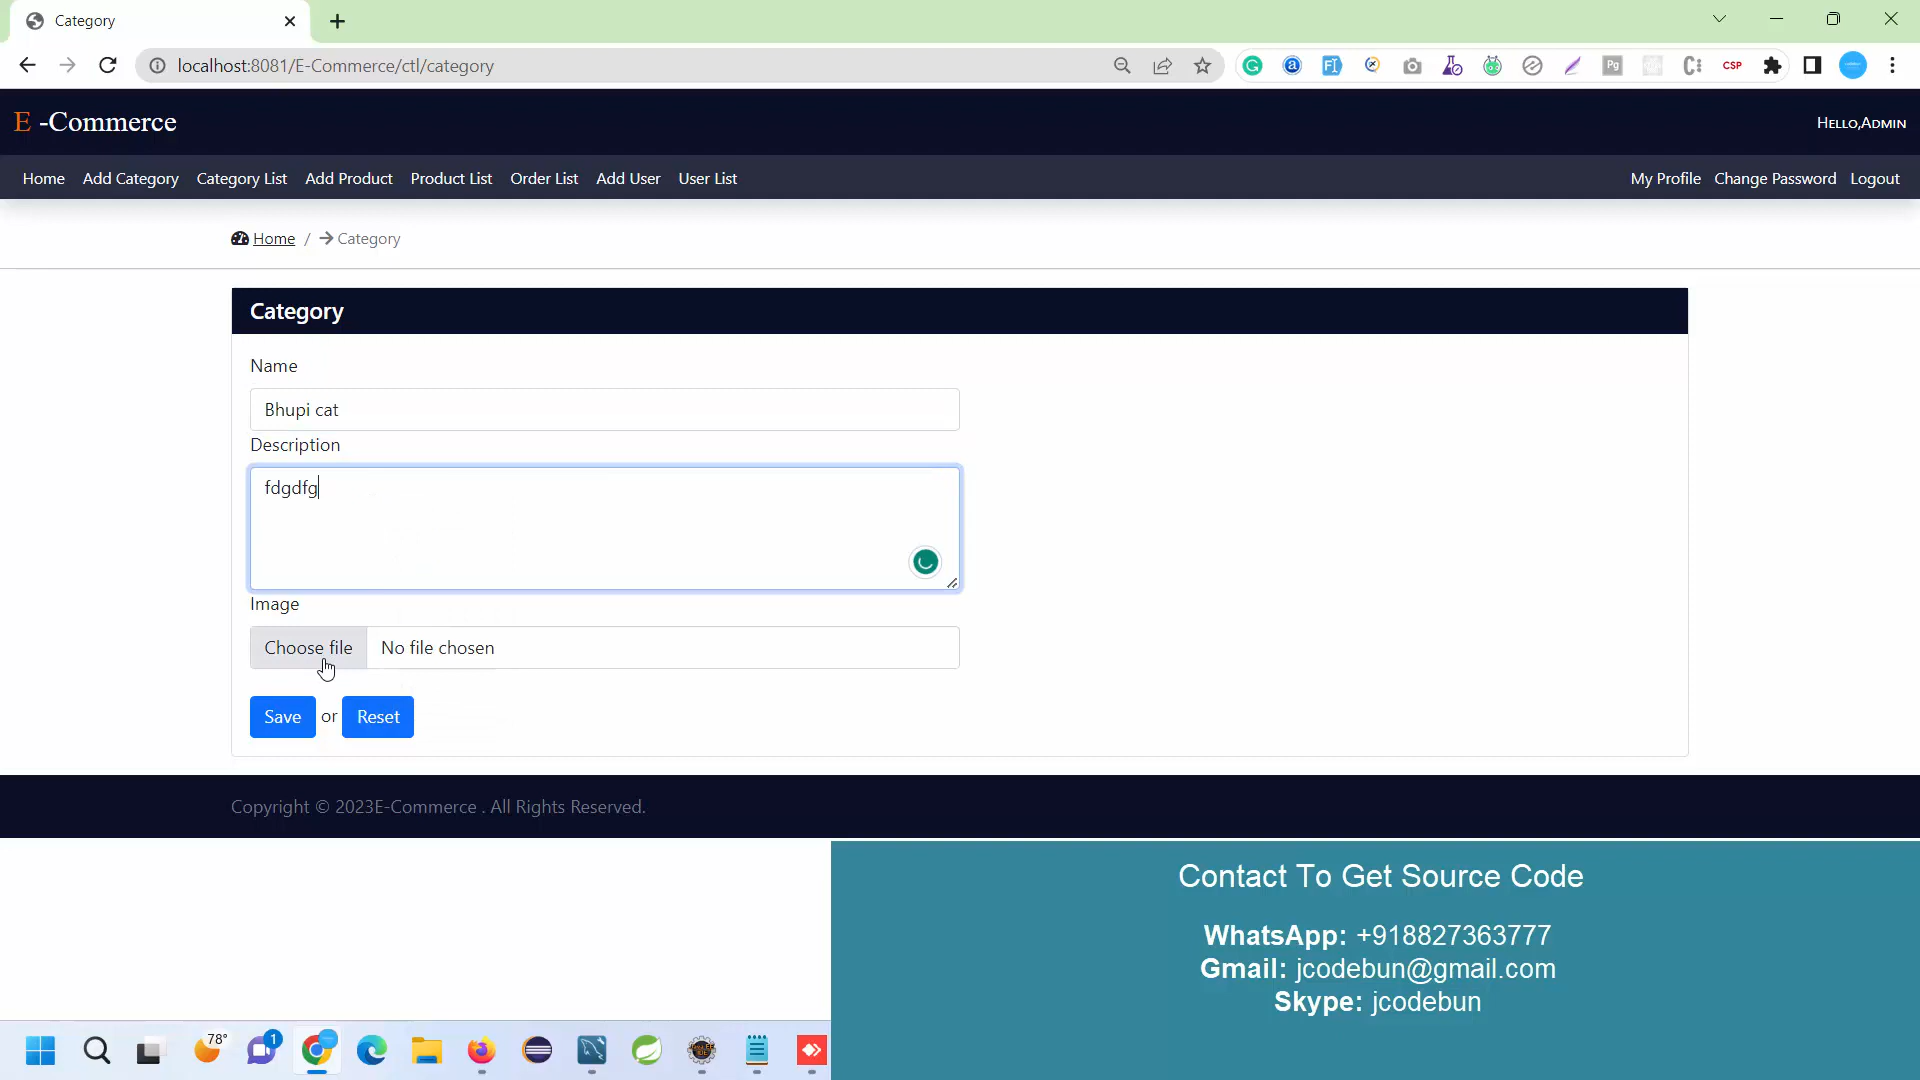 Category
localhost:8081/E-Commerce/ctl/category
CSP
E -Commerce
Hello,Admin
Home Add Category Category List Add Product Product List Order List Add User User List
My Profile Change Password Logout
Home / Category
Category
Name
Bhupi cat
Description
fdgdfg
Image
Choose file No file chosen
Save or Reset
Copyright © 2023E-Commerce . All Rights Reserved.
Contact To Get Source Code
WhatsApp: +918827363777
Gmail: jcodebun@gmail.com
Skype: jcodebun
78°
1